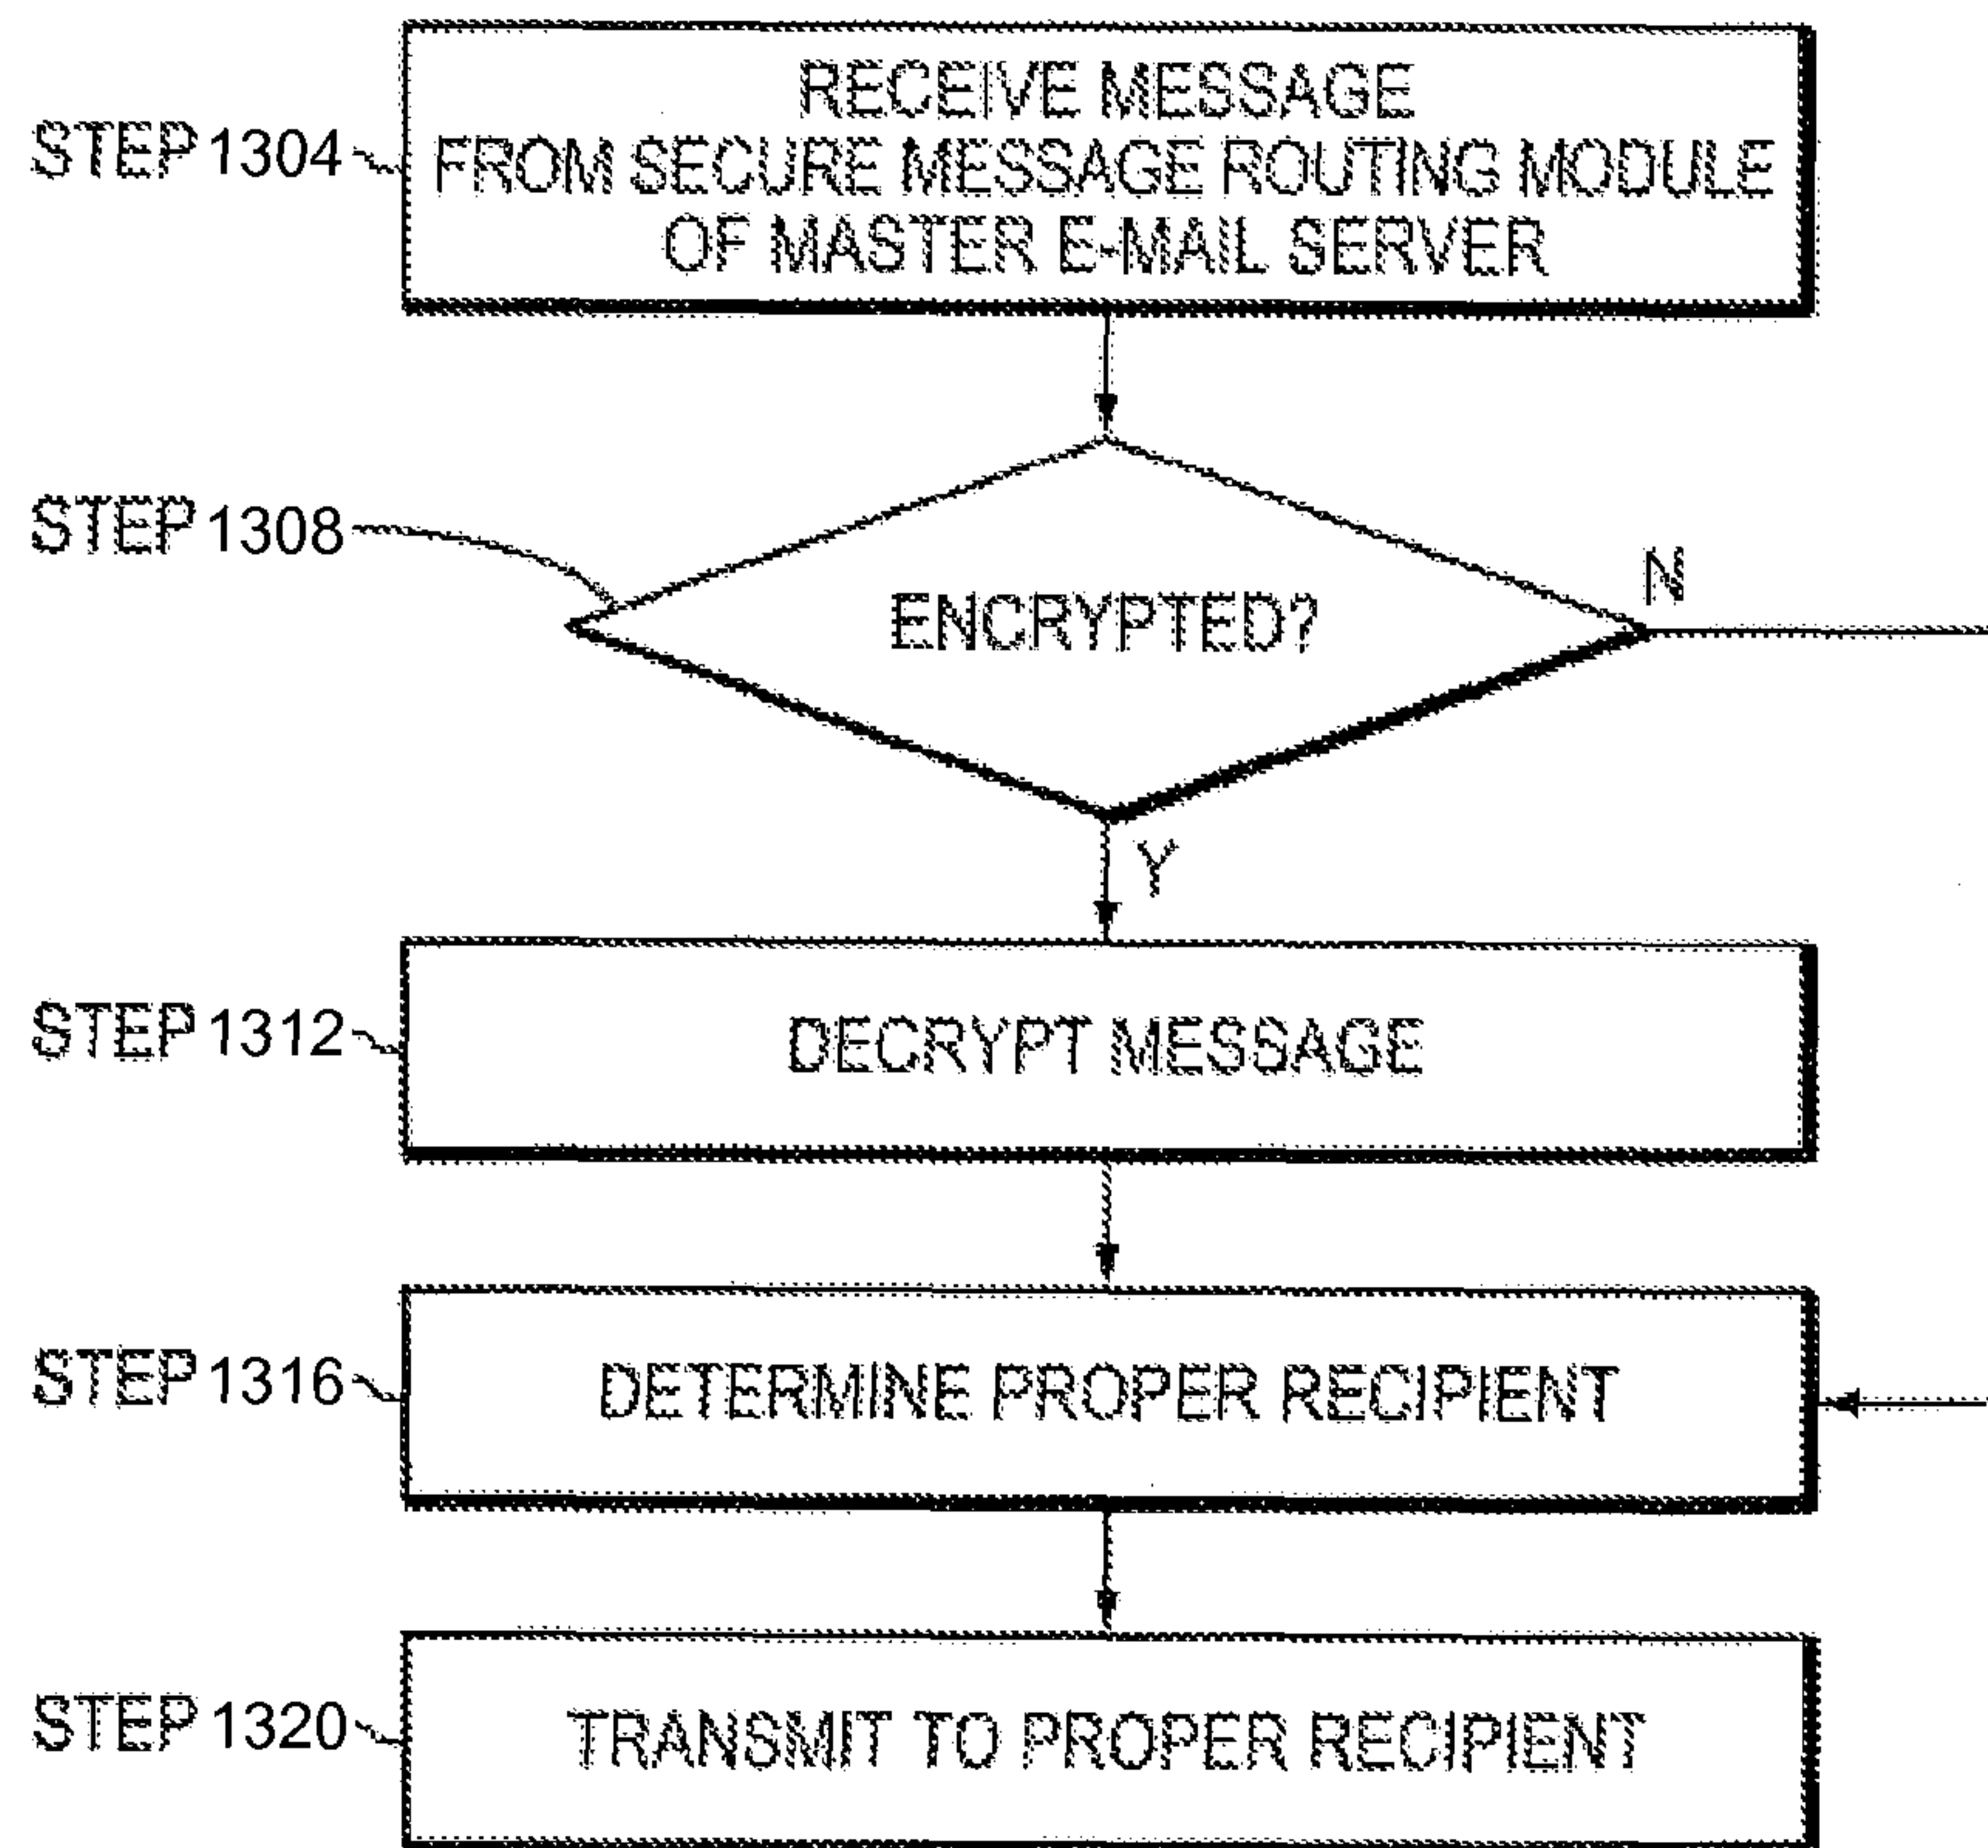 STEP 1304
RECEIVE MESSAGE
FROM SECURE MESSAGE ROUTING MODULE
OF MASTER E-MAIL SERVER
STEP 1308
ENCRYPTED?
N
Y
STEP 1312
DECRYPT MESSAGE
STEP 1316
DETERMINE PROPER RECIPIENT
STEP 1320
TRANSMIT TO PROPER RECIPIENT